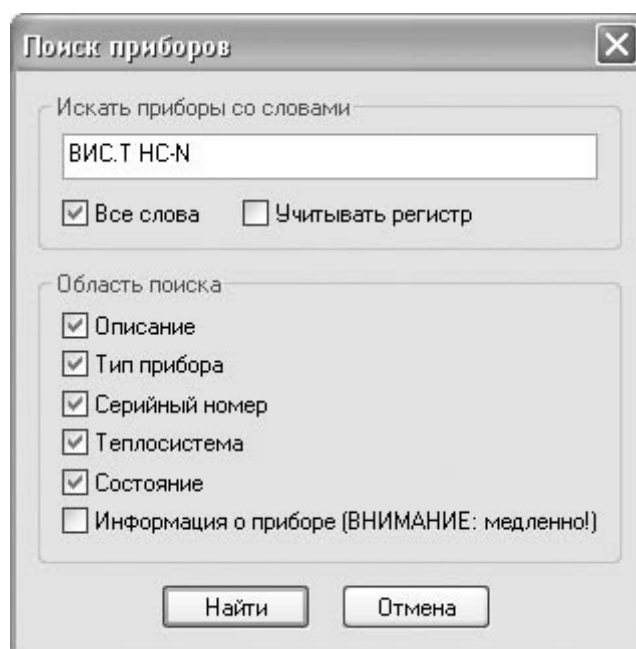 Поиск приборов
Искать приборы со словами
ВИС.Т НС-N
Все слова Учитывать регистр
Область поиска
Описание
Тип прибора
Серийный номер
Теплосистема
Состояние
Информация о приборе (ВНИМАНИЕ: медленно!)
Найти Отмена